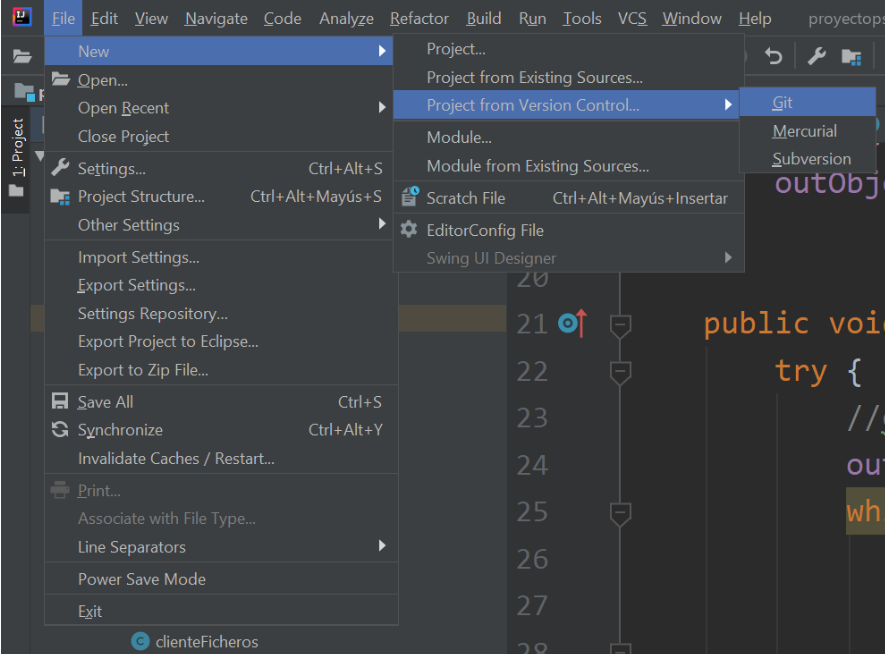 File Edit View Navigate Code Analyze Refactor Build Run Tools VCS Window Help proyectops
New
Open...
Open Recent
Close Project
Settings... Ctrl+Alt+S
Project Structure... Ctrl+Alt+Mayús+S
Other Settings
Import Settings...
Export Settings...
Settings Repository...
Export Project to Eclipse...
Export to Zip File...
Save All Ctrl+S
Synchronize Ctrl+Alt+Y
Invalidate Caches / Restart...
Print...
Associate with File Type...
Line Separators
Power Save Mode
Exit
Project...
Project from Existing Sources...
Project from Version Control...
Module...
Module from Existing Sources...
Scratch File Ctrl+Alt+Mayús+Insertar
EditorConfig File
Swing UI Designer
Git
Mercurial
Subversion
1: Project
clienteFicheros
outObje
20
21 public voi
22 try {
23 //
24 out
25 wh
26
27
28